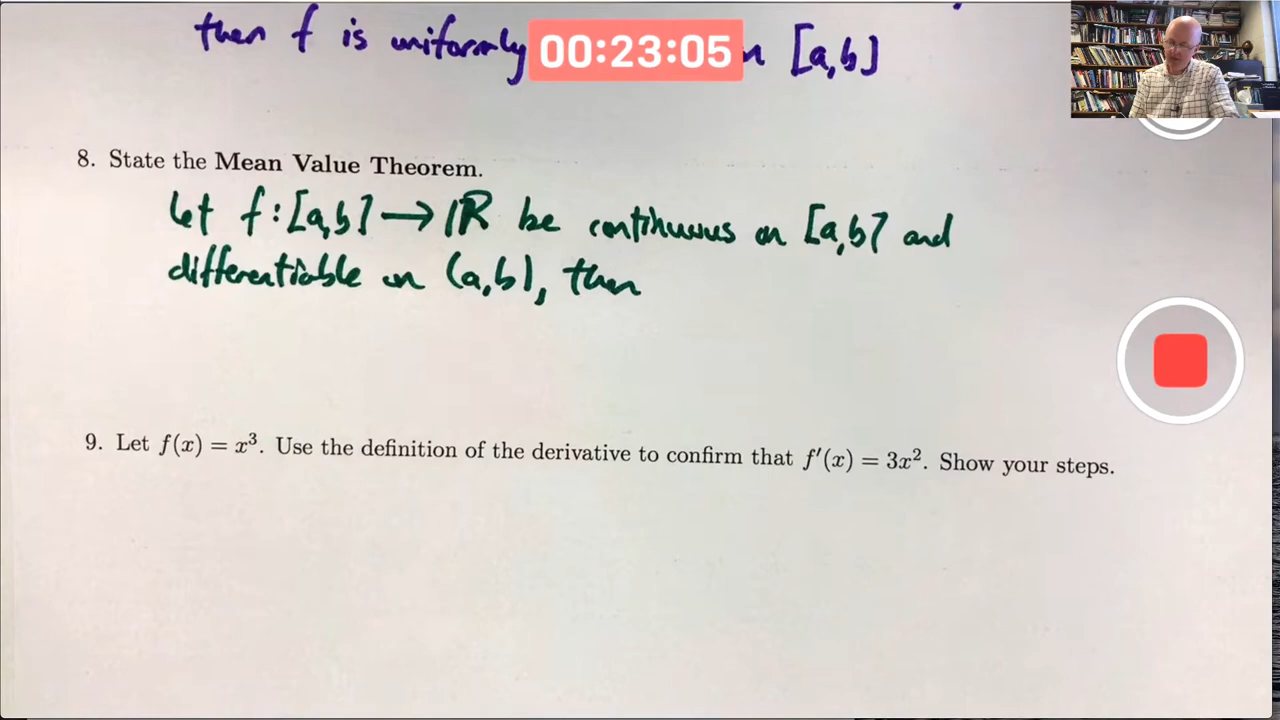 then f is uniformly 00:23:05 [a,b]
8. State the Mean Value Theorem.
Let f:[a,b] → ℝ be continuous on [a,b] and
differentiable on (a,b), then
9. Let f(x) = x³. Use the definition of the derivative to confirm that f′(x) = 3x². Show your steps.